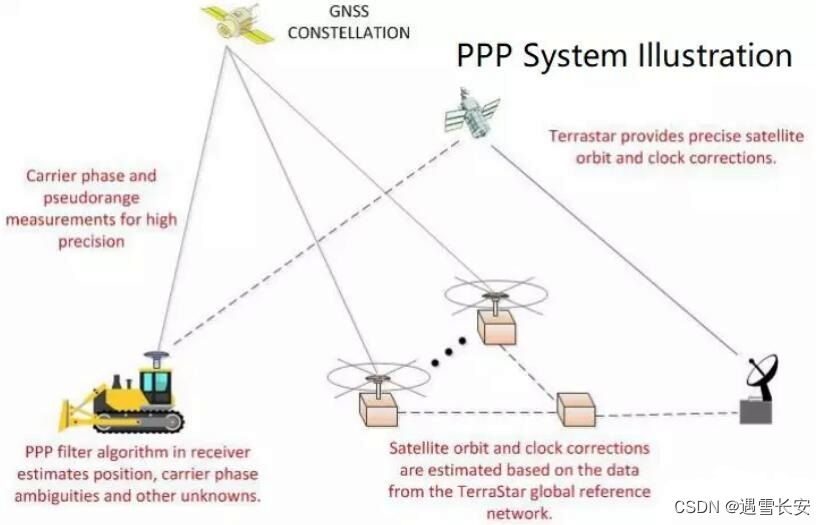 GNSS
CONSTELLATION
PPP System Illustration
Terrastar provides precise satellite
orbit and clock corrections.
Carrier phase and
pseudorange
measurements for high
precision
PPP filter algorithm in receiver
estimates position, carrier phase
ambiguities and other unknowns.
Satellite orbit and clock corrections
are estimated based on the data
from the TerraStar global reference
network.
CSDN @遇雪长安